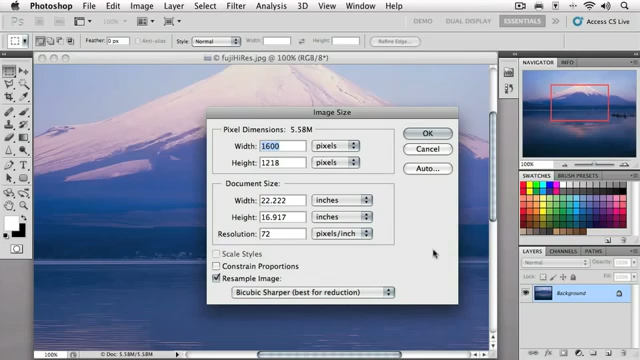 Photoshop File Edit Image Layer Select Filter Analysis 3D View Window Help
Ps 100% DEMO DUAL DISPLAY ESSENTIALS Access CS Live
Feather: 0 px Anti-alias Style: Normal Width: Height: Refine Edge...
© fujiHiRes.jpg @ 100% (RGB/8*)
NAVIGATOR INFO
100%
Image Size
Pixel Dimensions: 5.58M
Width: 1600 pixels
Height: 1218 pixels
Document Size:
Width: 22.222 inches
Height: 16.917 inches
Resolution: 72 pixels/inch
Scale Styles
Constrain Proportions
Resample Image:
Bicubic Sharper (best for reduction)
OK
Cancel
Auto...
SWATCHES BRUSH PRESETS
LAYERS CHANNELS PATHS
Normal Opacity:
Lock: Fill:
Background
100% Doc: 5.58M/5.58M